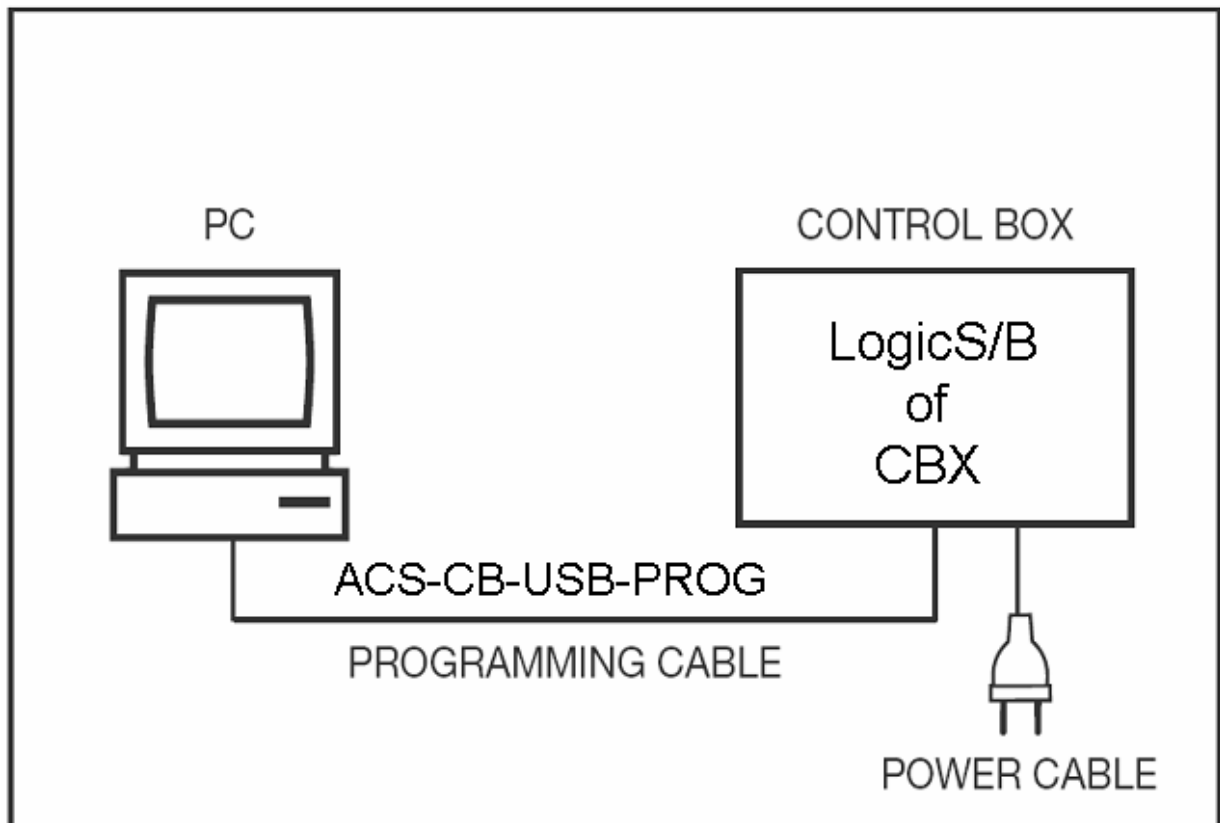 PC
CONTROL BOX
LogicS/B
of
CBX
ACS-CB-USB-PROG
PROGRAMMING CABLE
POWER CABLE